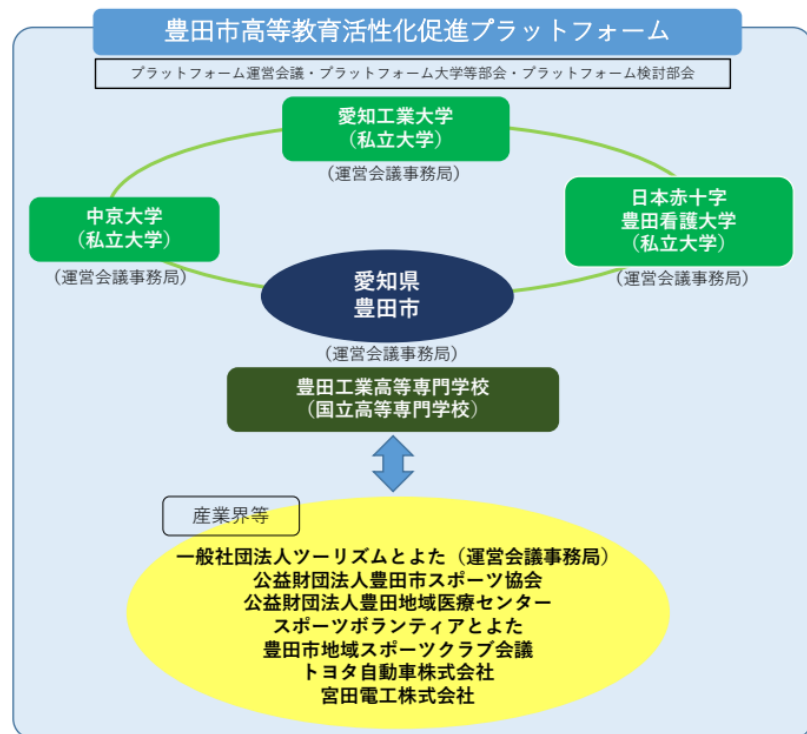 豊田市高等教育活性化促進プラットフォーム
プラットフォーム運営会議・プラットフォーム大学等部会・プラットフォーム検討部会
愛知工業大学
（私立大学）
（運営会議事務局）
中京大学
（私立大学）
（運営会議事務局）
日本赤十字
豊田看護大学
（私立大学）
（運営会議事務局）
愛知県
豊田市
（運営会議事務局）
豊田工業高等専門学校
（国立高等専門学校）
産業界等
一般社団法人ツーリズムとよた（運営会議事務局）
公益財団法人豊田市スポーツ協会
公益財団法人豊田地域医療センター
スポーツボランティアとよた
豊田市地域スポーツクラブ会議
トヨタ自動車株式会社
宮田電工株式会社